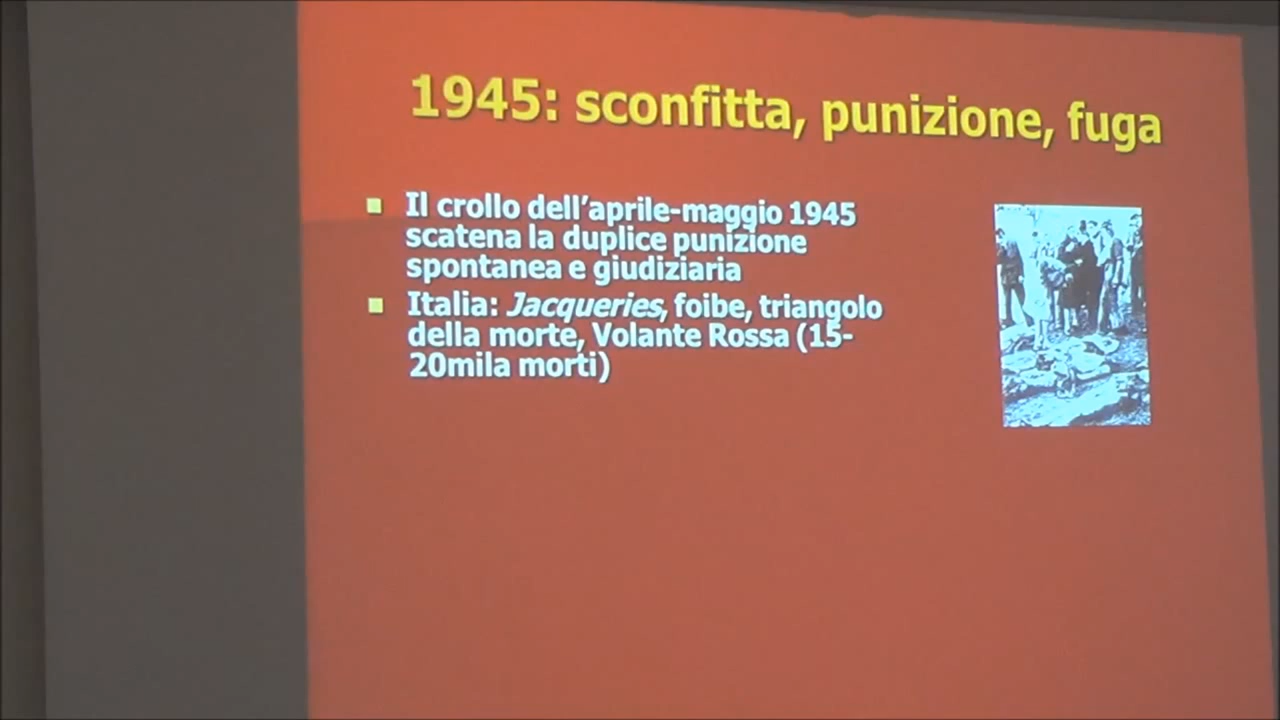 1945: sconfitta, punizione, fuga
Il crollo dell'aprile-maggio 1945
scatena la duplice punizione
spontanea e giudiziaria
Italia: Jacqueries, foibe, triangolo
della morte, Volante Rossa (15-
20mila morti)